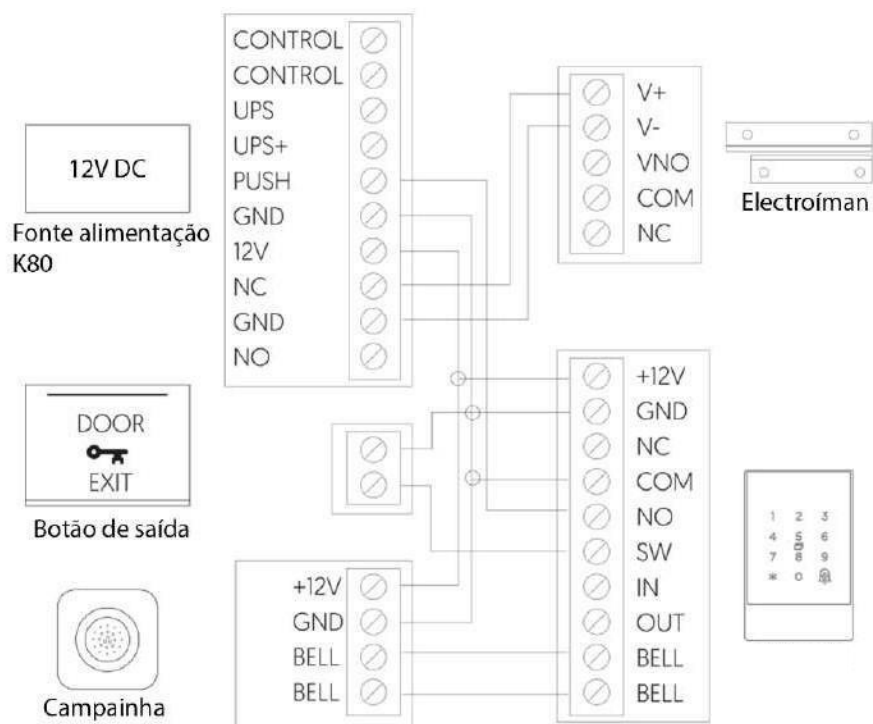 CONTROL
CONTROL
UPS
UPS+
PUSH
GND
12V
NC
GND
NO
12V DC
Fonte alimentação
K80
V+
V-
VNO
COM
NC
Electroíman
DOOR
EXIT
Botão de saída
+12V
GND
NC
COM
NO
SW
IN
OUT
BELL
BELL
1 2 3
4 5 6
7 8 9
* 0
+12V
GND
BELL
BELL
Campainha